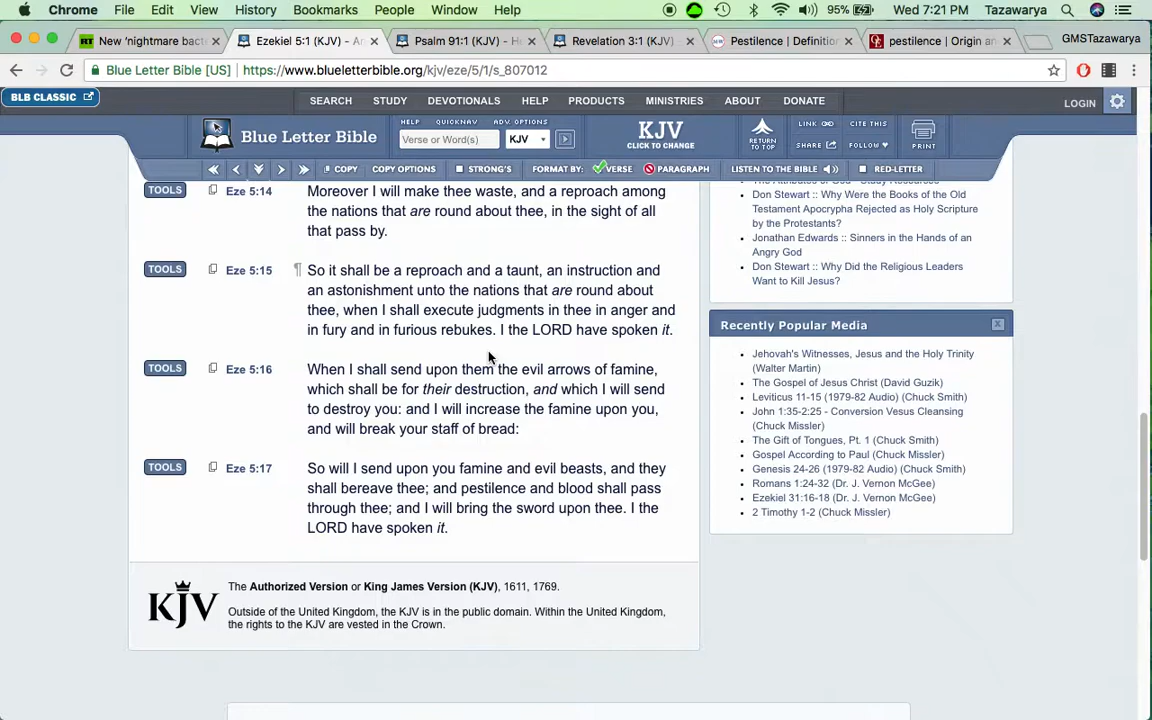 Chrome File Edit View History Bookmarks People Window Help 95% Wed 7:21 PM Tazawarya
New 'nightmare bact Ezekiel 5:1 (KJV) - A Psalm 91:1 (KJV) - H Revelation 3:1 (KJV) Pestilence | Definition pestilence | Origin an GMSTazawarya
Blue Letter Bible [US] https://www.blueletterbible.org/kjv/eze/5/1/s_807012
BLB CLASSIC SEARCH STUDY DEVOTIONALS HELP PRODUCTS MINISTRIES ABOUT DONATE LOGIN
HELP QUICKNAV ADV. OPTIONS
Blue Letter Bible Verse or Word(s) KJV
KJV
CLICK TO CHANGE
RETURN
TO TOP
LINK CITE THIS
SHARE FOLLOW PRINT
COPY COPY OPTIONS STRONG'S FORMAT BY: VERSE PARAGRAPH LISTEN TO THE BIBLE RED-LETTER
TOOLS Eze 5:14 Moreover I will make thee waste, and a reproach among
the nations that are round about thee, in the sight of all
that pass by.
TOOLS Eze 5:15 ¶ So it shall be a reproach and a taunt, an instruction and
an astonishment unto the nations that are round about
thee, when I shall execute judgments in thee in anger and
in fury and in furious rebukes. I the LORD have spoken it.
TOOLS Eze 5:16 When I shall send upon them the evil arrows of famine,
which shall be for their destruction, and which I will send
to destroy you: and I will increase the famine upon you,
and will break your staff of bread:
TOOLS Eze 5:17 So will I send upon you famine and evil beasts, and they
shall bereave thee; and pestilence and blood shall pass
through thee; and I will bring the sword upon thee. I the
LORD have spoken it.
KJV
The Authorized Version or King James Version (KJV), 1611, 1769.
Outside of the United Kingdom, the KJV is in the public domain. Within the United Kingdom,
the rights to the KJV are vested in the Crown.
The Attributes of God - Study Resources
Don Stewart :: Why Were the Books of the Old
Testament Apocrypha Rejected as Holy Scripture
by the Protestants?
Jonathan Edwards :: Sinners in the Hands of an
Angry God
Don Stewart :: Why Did the Religious Leaders
Want to Kill Jesus?
Recently Popular Media
Jehovah's Witnesses, Jesus and the Holy Trinity
(Walter Martin)
The Gospel of Jesus Christ (David Guzik)
Leviticus 11-15 (1979-82 Audio) (Chuck Smith)
John 1:35-2:25 - Conversion Vesus Cleansing
(Chuck Missler)
The Gift of Tongues, Pt. 1 (Chuck Smith)
Gospel According to Paul (Chuck Missler)
Genesis 24-26 (1979-82 Audio) (Chuck Smith)
Romans 1:24-32 (Dr. J. Vernon McGee)
Ezekiel 31:16-18 (Dr. J. Vernon McGee)
2 Timothy 1-2 (Chuck Missler)